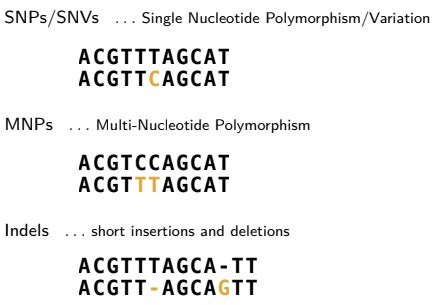 SNPs/SNVs ... Single Nucleotide Polymorphism/Variation
ACGTTTAGCAT
ACGTTCAGCAT
MNPs ... Multi-Nucleotide Polymorphism
ACGTCCAGCAT
ACGTTTAGCAT
Indels ... short insertions and deletions
ACGTTTAGCA-TT
ACGTT-AGCAGTT